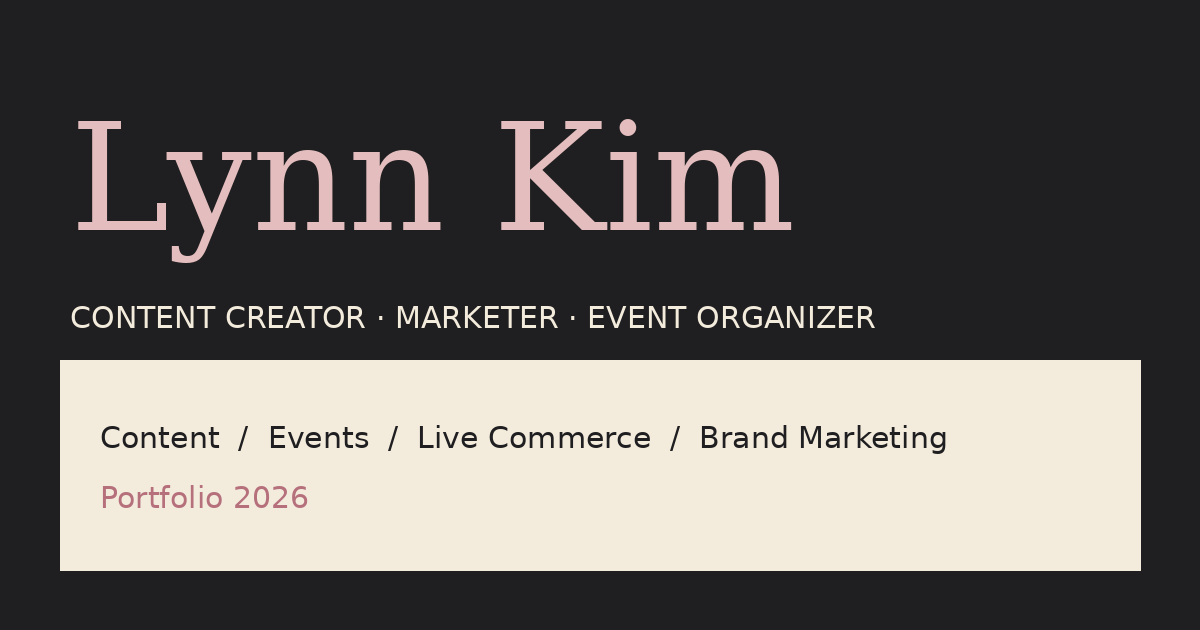 Lynn Kim
CONTENT CREATOR · MARKETER · EVENT ORGANIZER
Content / Events / Live Commerce / Brand Marketing
Portfolio 2026